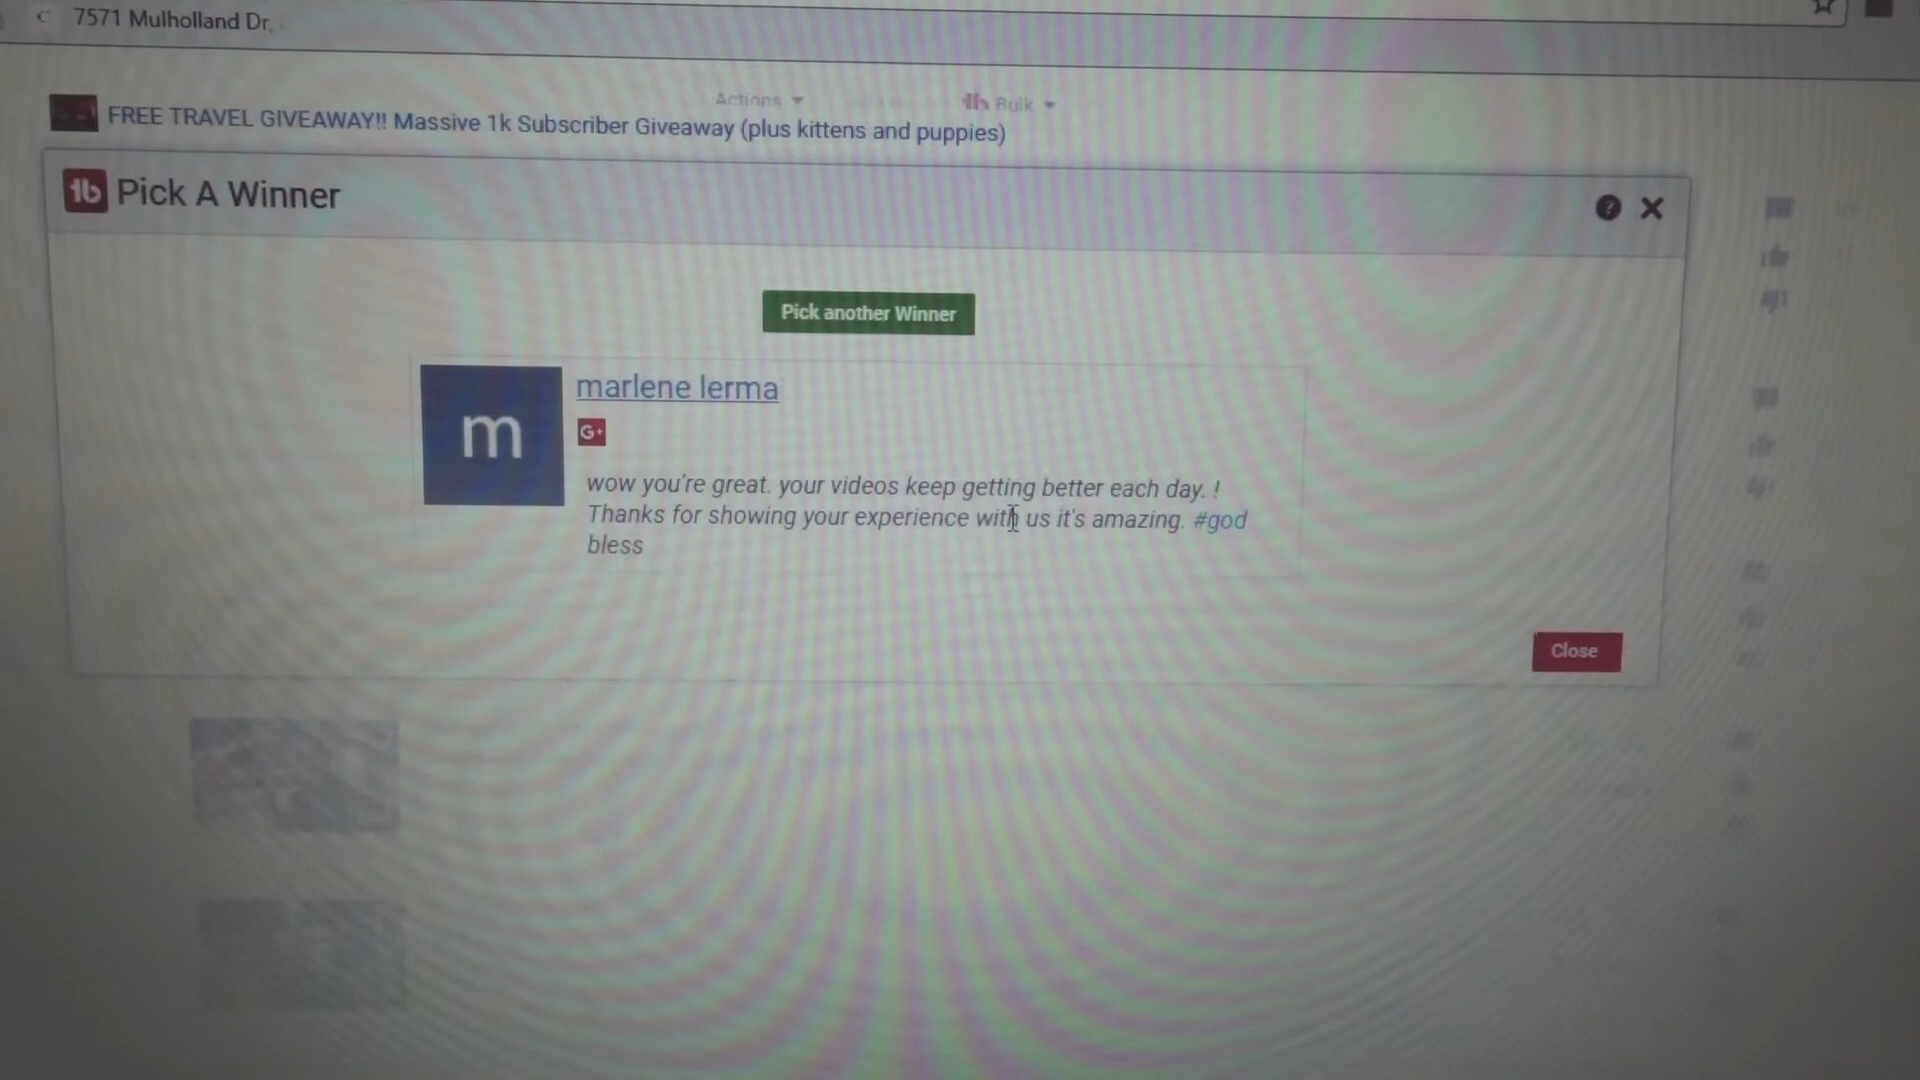 7571 Mulholland Dr,
Actions
Bulk
FREE TRAVEL GIVEAWAY!! Massive 1k Subscriber Giveaway (plus kittens and puppies)
Pick A Winner
Pick another Winner
m
marlene lerma
G+
wow you're great. your videos keep getting better each day. !
Thanks for showing your experience with us it's amazing. #god
bless
Close